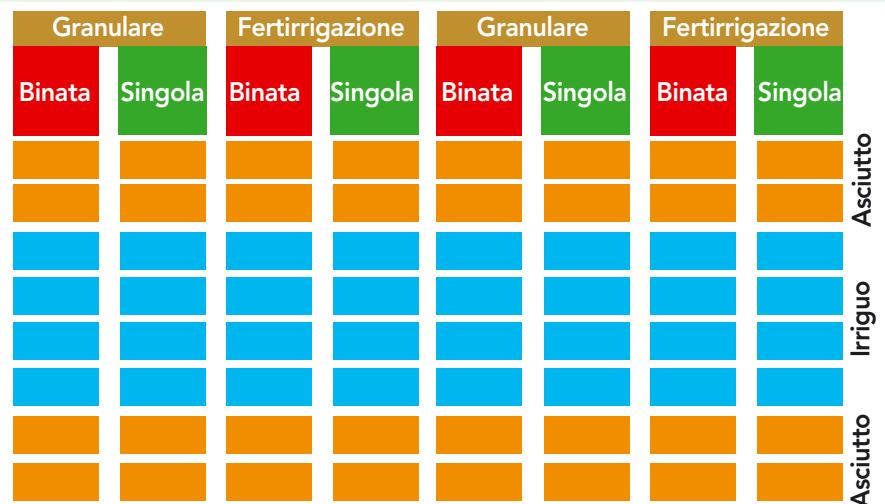 Granulare Fertirrigazione Granulare Fertirrigazione
Binata Singola Binata Singola Binata Singola Binata Singola
Asciutto
Irriguo
Asciutto